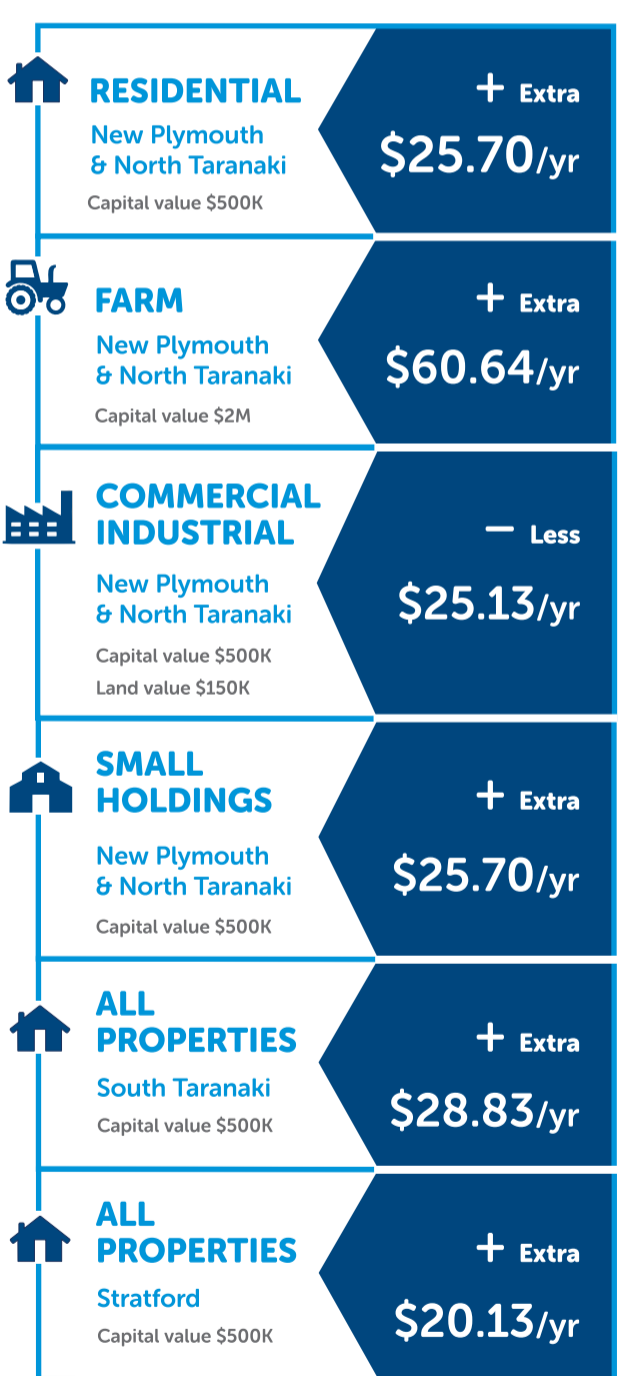 RESIDENTIAL
New Plymouth
& North Taranaki
Capital value $500K
+ Extra
$25.70/yr
FARM
New Plymouth
& North Taranaki
Capital value $2M
+ Extra
$60.64/yr
COMMERCIAL
INDUSTRIAL
New Plymouth
& North Taranaki
Capital value $500K
Land value $150K
− Less
$25.13/yr
SMALL
HOLDINGS
New Plymouth
& North Taranaki
Capital value $500K
+ Extra
$25.70/yr
ALL
PROPERTIES
South Taranaki
Capital value $500K
+ Extra
$28.83/yr
ALL
PROPERTIES
Stratford
Capital value $500K
+ Extra
$20.13/yr